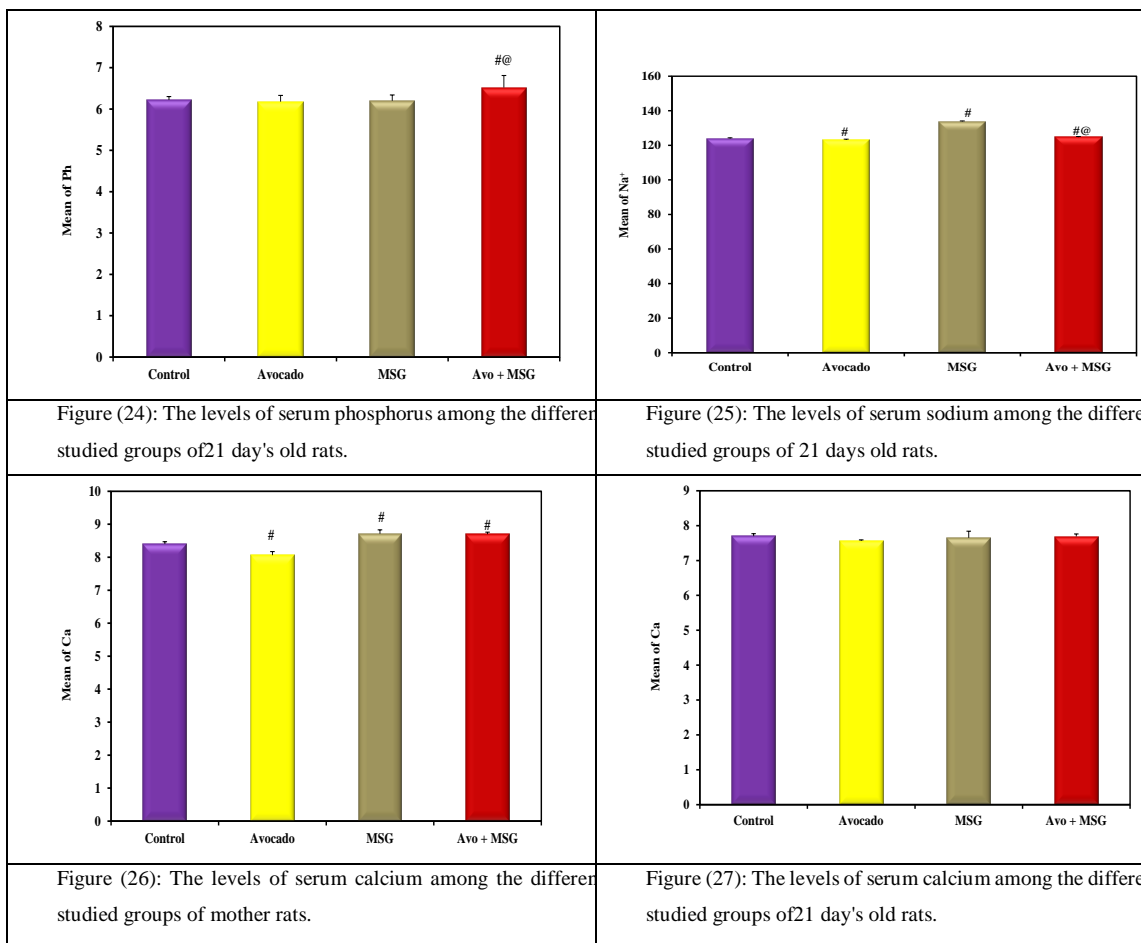 8
7
6
5
4
3
2
1
0
Mean of Ph
#@
Control Avocado MSG Avo + MSG
Figure (24): The levels of serum phosphorus among the differen
studied groups of21 day's old rats.
160
140
120
100
80
60
40
20
0
Mean of Na⁺
# # #@
Control Avocado MSG Avo + MSG
Figure (25): The levels of serum sodium among the differe
studied groups of 21 days old rats.
10
9
8
7
6
5
4
3
2
1
0
Mean of Ca
# # #
Control Avocado MSG Avo + MSG
Figure (26): The levels of serum calcium among the differen
studied groups of mother rats.
9
8
7
6
5
4
3
2
1
0
Mean of Ca
Control Avocado MSG Avo + MSG
Figure (27): The levels of serum calcium among the differe
studied groups of21 day's old rats.